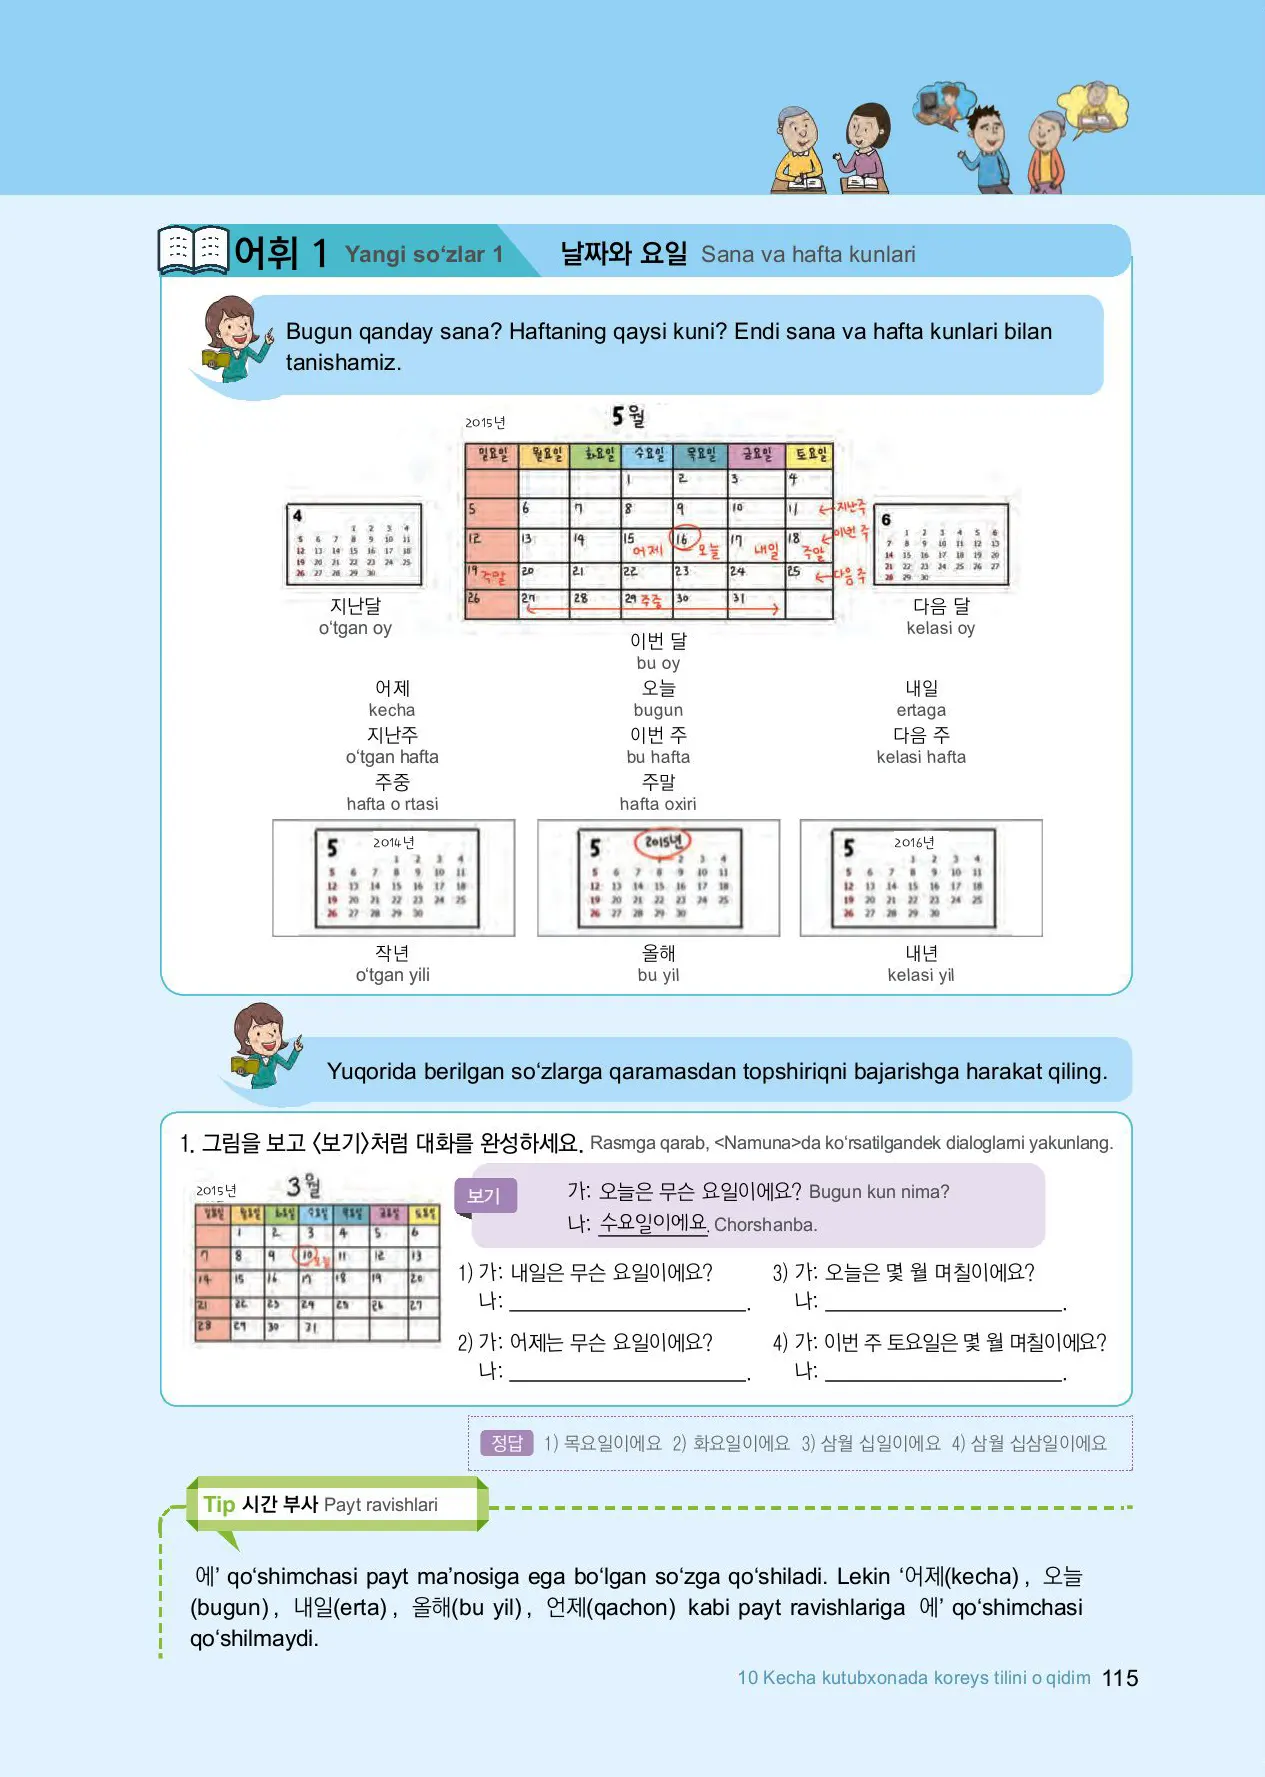 어휘 1 Yangi so‘zlar 1 날짜와 요일 Sana va hafta kunlari
Bugun qanday sana? Haftaning qaysi kuni? Endi sana va hafta kunlari bilan
tanishamiz.
2015년 5월
일요일 월요일 화요일 수요일 목요일 금요일 토요일
1 2 3 4
5 6 7 8 9 10 11 지난주
12 13 14 15 어제 16 오늘 17 내일 18 주말 이번 주
19 주말 20 21 22 23 24 25 다음 주
26 27 28 29 주중 30 31
4
1 2 3 4
5 6 7 8 9 10 11
12 13 14 15 16 17 18
19 20 21 22 23 24 25
26 27 28 29 30
지난달
o‘tgan oy
6
1 2 3 4 5 6
7 8 9 10 11 12 13
14 15 16 17 18 19 20
21 22 23 24 25 26 27
28 29 30
다음 달
kelasi oy
이번 달
bu oy
어제 오늘 내일
kecha bugun ertaga
지난주 이번 주 다음 주
o‘tgan hafta bu hafta kelasi hafta
주중 주말
hafta o rtasi hafta oxiri
5 2014년
1 2 3 4
5 6 7 8 9 10 11
12 13 14 15 16 17 18
19 20 21 22 23 24 25
26 27 28 29 30
5 2015년
1 2 3 4
5 6 7 8 9 10 11
12 13 14 15 16 17 18
19 20 21 22 23 24 25
26 27 28 29 30
5 2016년
1 2 3 4
5 6 7 8 9 10 11
12 13 14 15 16 17 18
19 20 21 22 23 24 25
26 27 28 29 30
작년 올해 내년
o‘tgan yili bu yil kelasi yil
Yuqorida berilgan so‘zlarga qaramasdan topshiriqni bajarishga harakat qiling.
1. 그림을 보고 〈보기〉처럼 대화를 완성하세요. Rasmga qarab, <Namuna>da ko‘rsatilgandek dialoglarni yakunlang.
2015년 3월
일요일 월요일 화요일 수요일 목요일 금요일 토요일
1 2 3 4 5 6
7 8 9 10 오늘 11 12 13
14 15 16 17 18 19 20
21 22 23 24 25 26 27
28 29 30 31
보기
가: 오늘은 무슨 요일이에요? Bugun kun nima?
나: 수요일이에요. Chorshanba.
1) 가: 내일은 무슨 요일이에요?
나: .
2) 가: 어제는 무슨 요일이에요?
나: .
3) 가: 오늘은 몇 월 며칠이에요?
나: .
4) 가: 이번 주 토요일은 몇 월 며칠이에요?
나: .
정답 1) 목요일이에요 2) 화요일이에요 3) 삼월 십일이에요 4) 삼월 십삼일이에요
Tip 시간 부사 Payt ravishlari
에’ qo‘shimchasi payt ma’nosiga ega bo‘lgan so‘zga qo‘shiladi. Lekin ‘어제(kecha) , 오늘
(bugun) , 내일(erta) , 올해(bu yil) , 언제(qachon) kabi payt ravishlariga 에’ qo‘shimchasi
qo‘shilmaydi.
10 Kecha kutubxonada koreys tilini o qidim 115